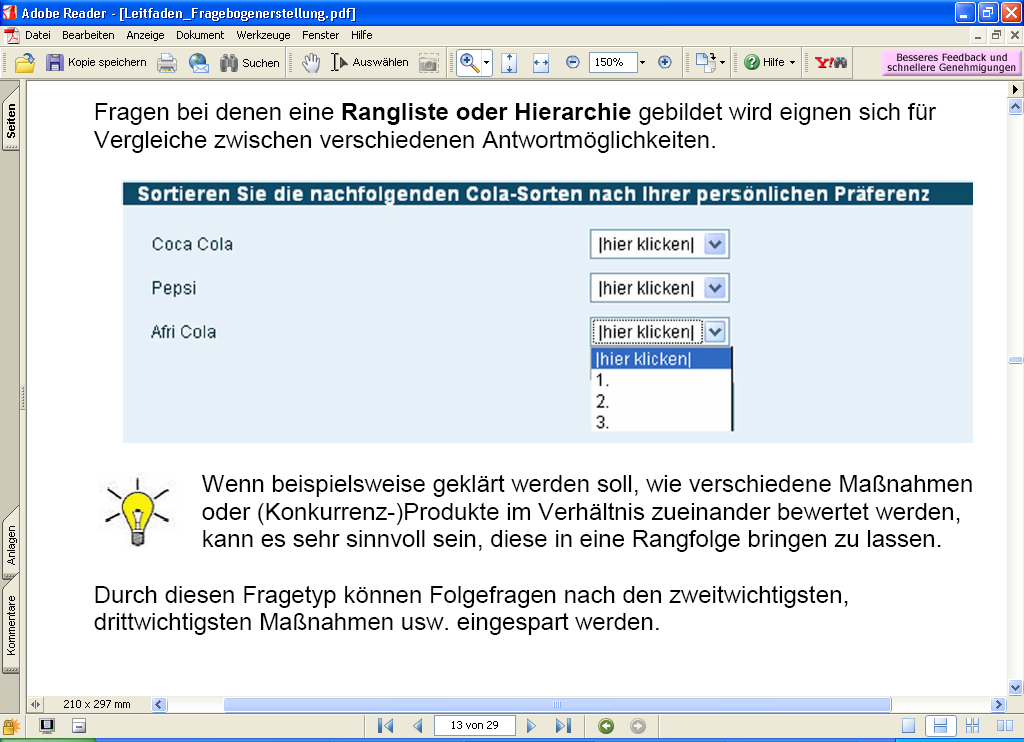 Adobe Reader - [Leitfaden_Fragebogenerstellung.pdf]
Datei Bearbeiten Anzeige Dokument Werkzeuge Fenster Hilfe
Kopie speichern Suchen Auswählen 150% Hilfe Y!
Besseres Feedback und
schnellere Genehmigungen
Seiten
Fragen bei denen eine Rangliste oder Hierarchie gebildet wird eignen sich für
Vergleiche zwischen verschiedenen Antwortmöglichkeiten.
Sortieren Sie die nachfolgenden Cola-Sorten nach Ihrer persönlichen Präferenz
Coca Cola |hier klicken|
Pepsi |hier klicken|
Afri Cola |hier klicken|
|hier klicken|
1.
2.
3.
Wenn beispielsweise geklärt werden soll, wie verschiedene Maßnahmen
oder (Konkurrenz-)Produkte im Verhältnis zueinander bewertet werden,
kann es sehr sinnvoll sein, diese in eine Rangfolge bringen zu lassen.
Anlagen
Durch diesen Fragetyp können Folgefragen nach den zweitwichtigsten,
drittwichtigsten Maßnahmen usw. eingespart werden.
Kommentare
210 x 297 mm
13 von 29